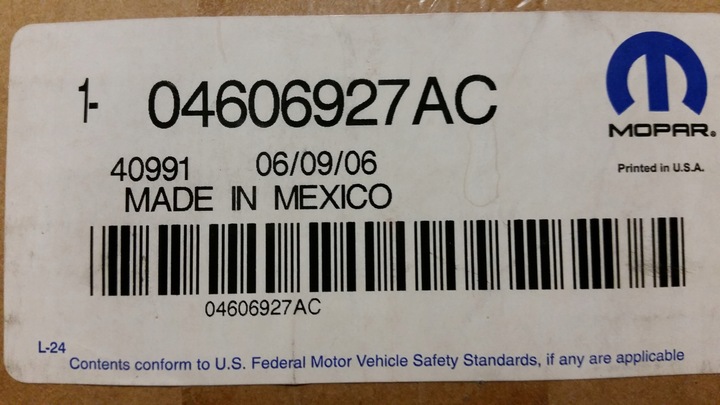 1- 04606927AC
MOPAR®
40991 06/09/06
Printed in U.S.A.
MADE IN MEXICO
04606927AC
L-24
Contents conform to U.S. Federal Motor Vehicle Safety Standards, if any are applicable